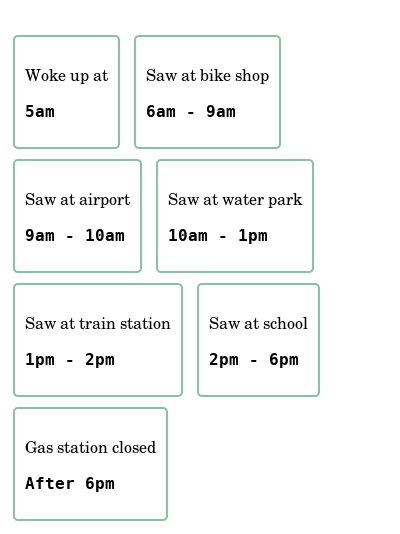 Woke up at
5am
Saw at bike shop
6am - 9am
Saw at airport
9am - 10am
Saw at water park
10am - 1pm
Saw at train station
1pm - 2pm
Saw at school
2pm - 6pm
Gas station closed
After 6pm